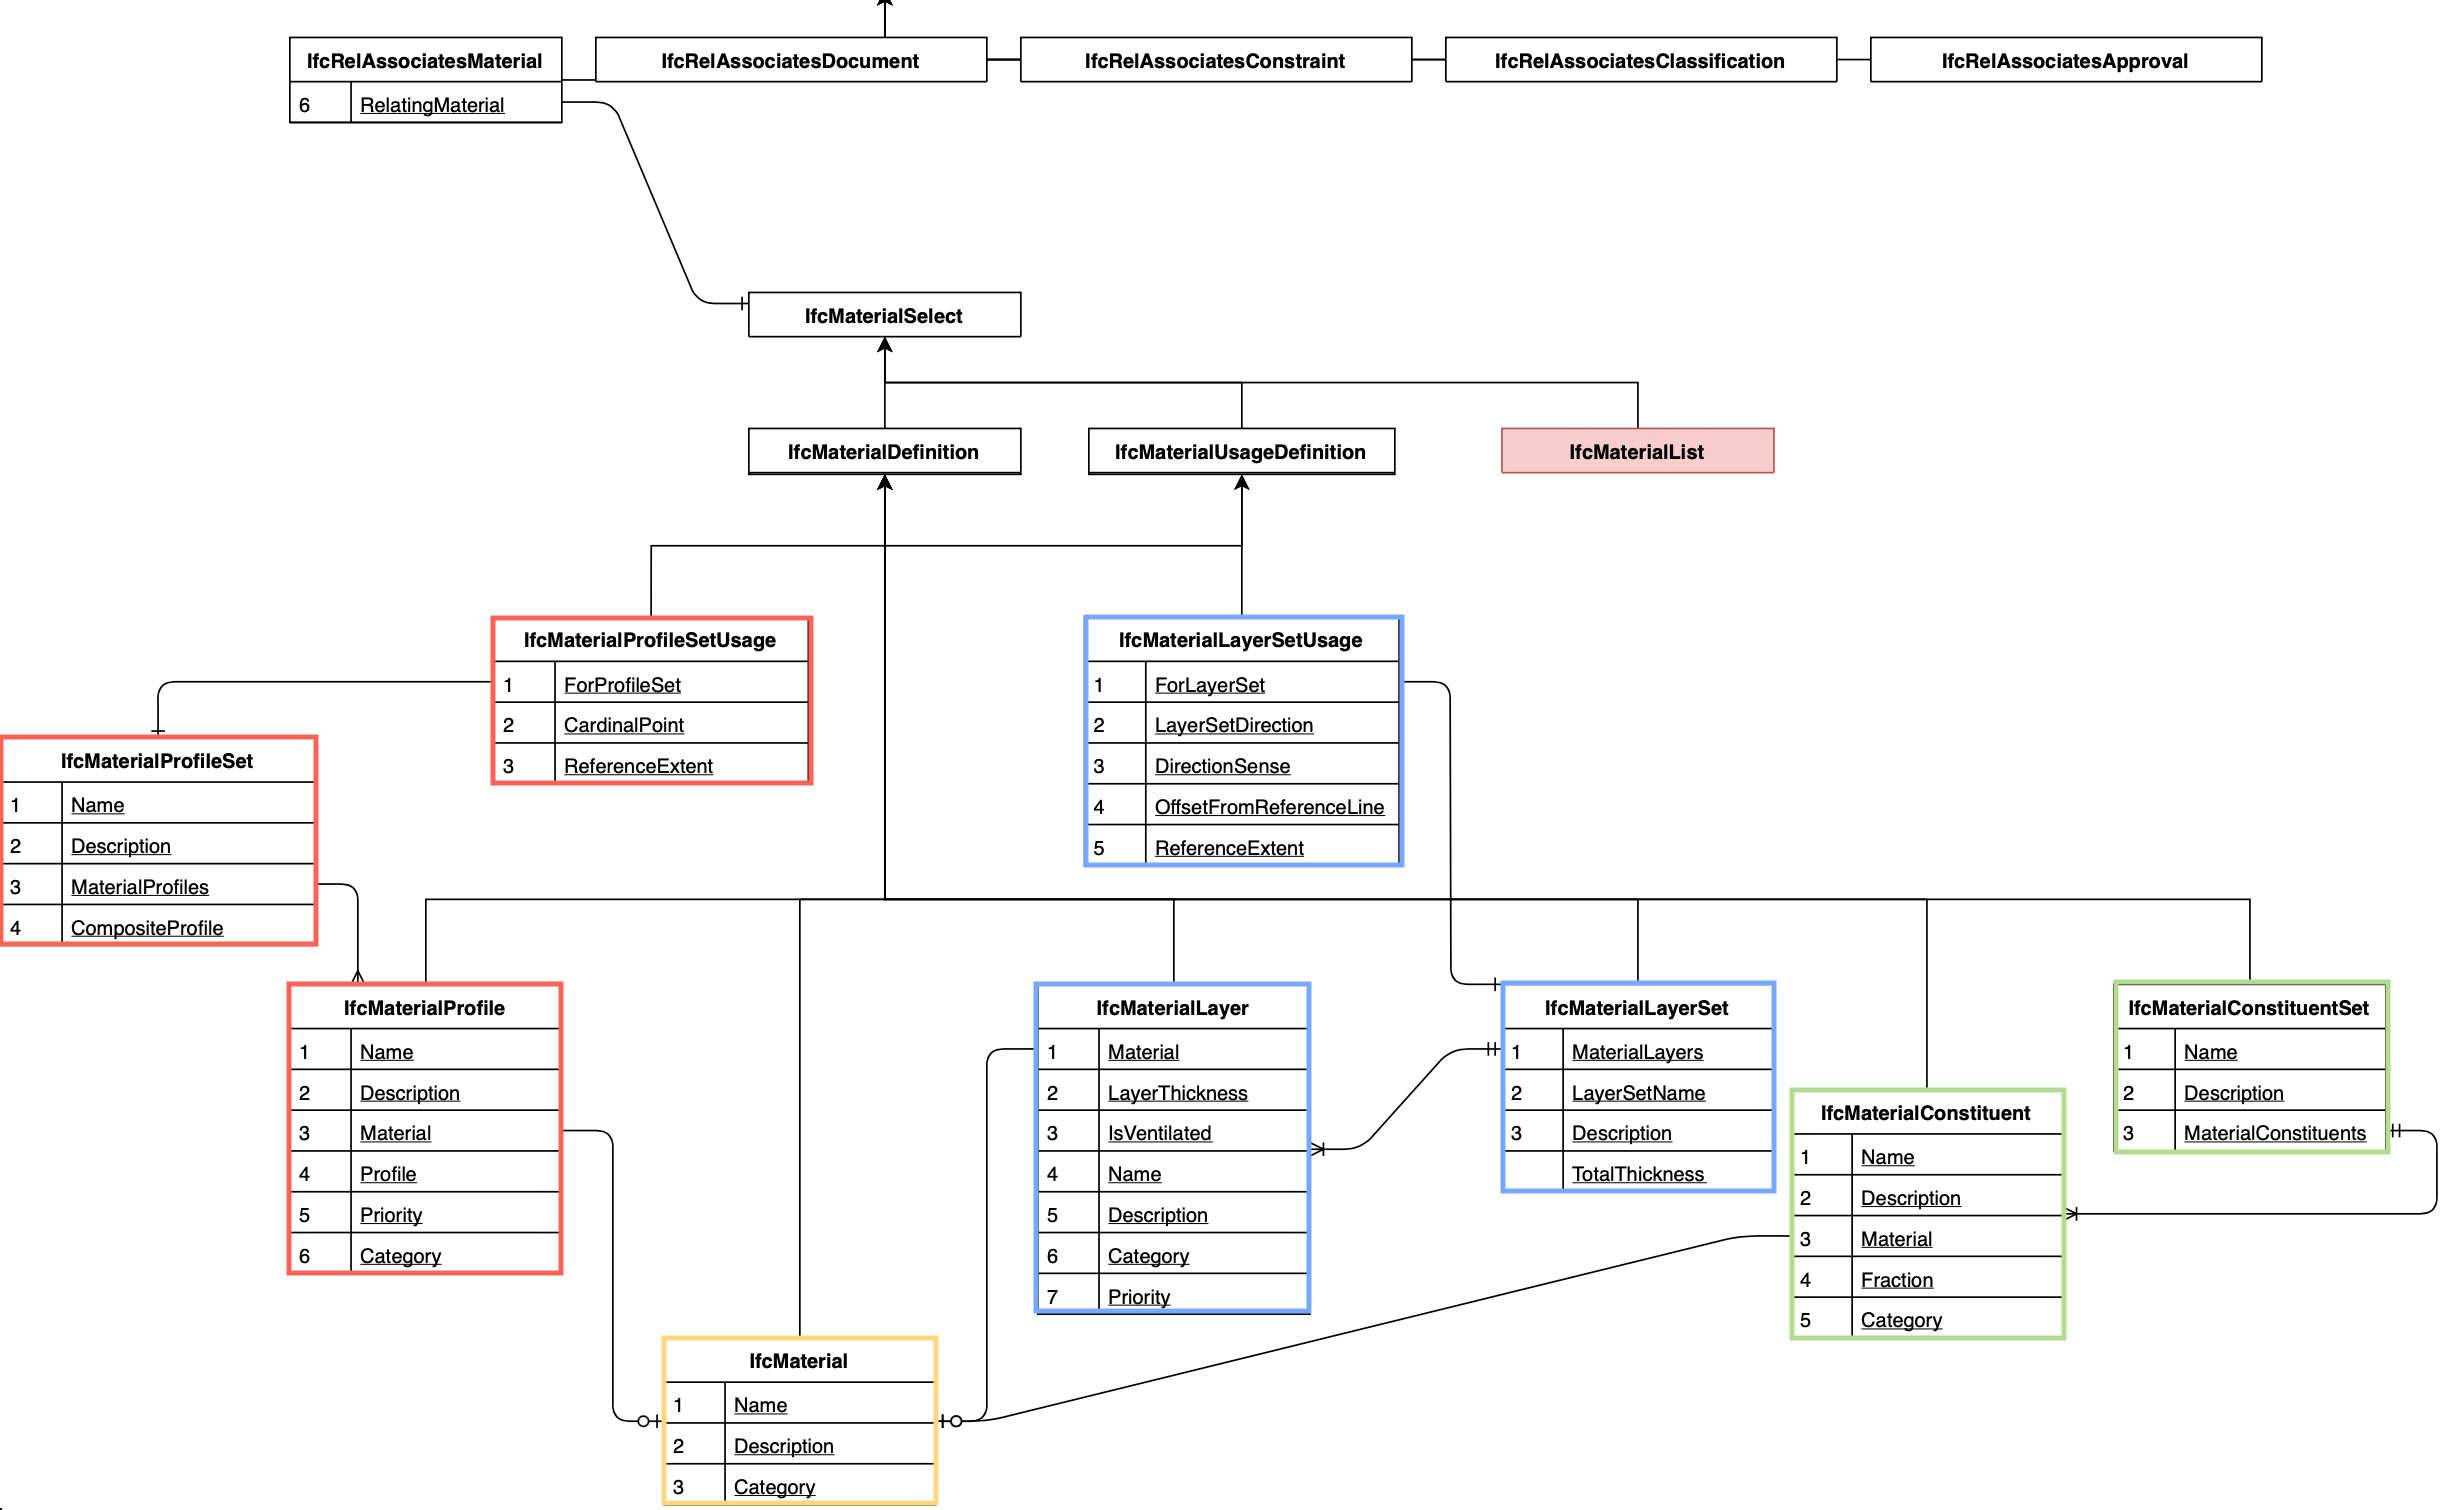 IfcRelAssociatesMaterial
6 RelatingMaterial
IfcRelAssociatesDocument
IfcRelAssociatesConstraint
IfcRelAssociatesClassification
IfcRelAssociatesApproval
IfcMaterialSelect
IfcMaterialDefinition
IfcMaterialUsageDefinition
IfcMaterialList
IfcMaterialProfileSetUsage
1 ForProfileSet
2 CardinalPoint
3 ReferenceExtent
IfcMaterialLayerSetUsage
1 ForLayerSet
2 LayerSetDirection
3 DirectionSense
4 OffsetFromReferenceLine
5 ReferenceExtent
IfcMaterialProfileSet
1 Name
2 Description
3 MaterialProfiles
4 CompositeProfile
IfcMaterialProfile
1 Name
2 Description
3 Material
4 Profile
5 Priority
6 Category
IfcMaterialLayer
1 Material
2 LayerThickness
3 IsVentilated
4 Name
5 Description
6 Category
7 Priority
IfcMaterialLayerSet
1 MaterialLayers
2 LayerSetName
3 Description
TotalThickness
IfcMaterialConstituentSet
1 Name
2 Description
3 MaterialConstituents
IfcMaterialConstituent
1 Name
2 Description
3 Material
4 Fraction
5 Category
IfcMaterial
1 Name
2 Description
3 Category